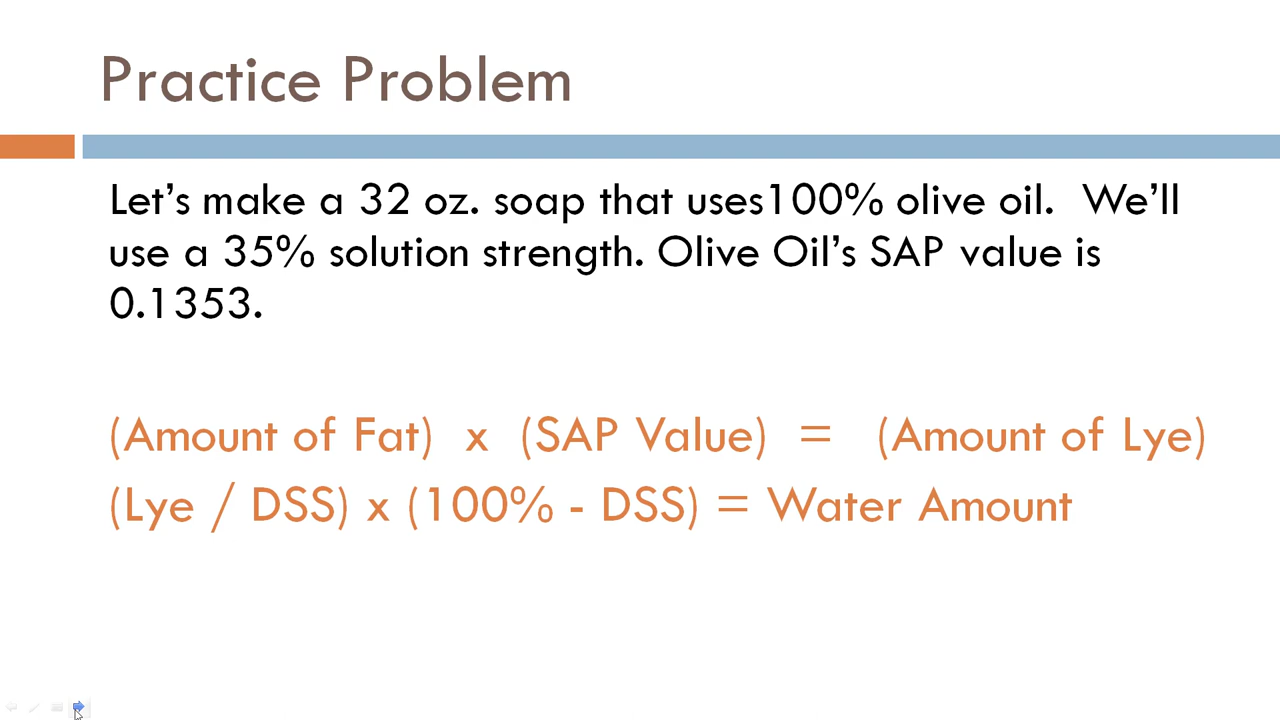 Practice Problem
Let's make a 32 oz. soap that uses100% olive oil. We'll
use a 35% solution strength. Olive Oil's SAP value is
0.1353.
(Amount of Fat) x (SAP Value) = (Amount of Lye)
(Lye / DSS) x (100% - DSS) = Water Amount